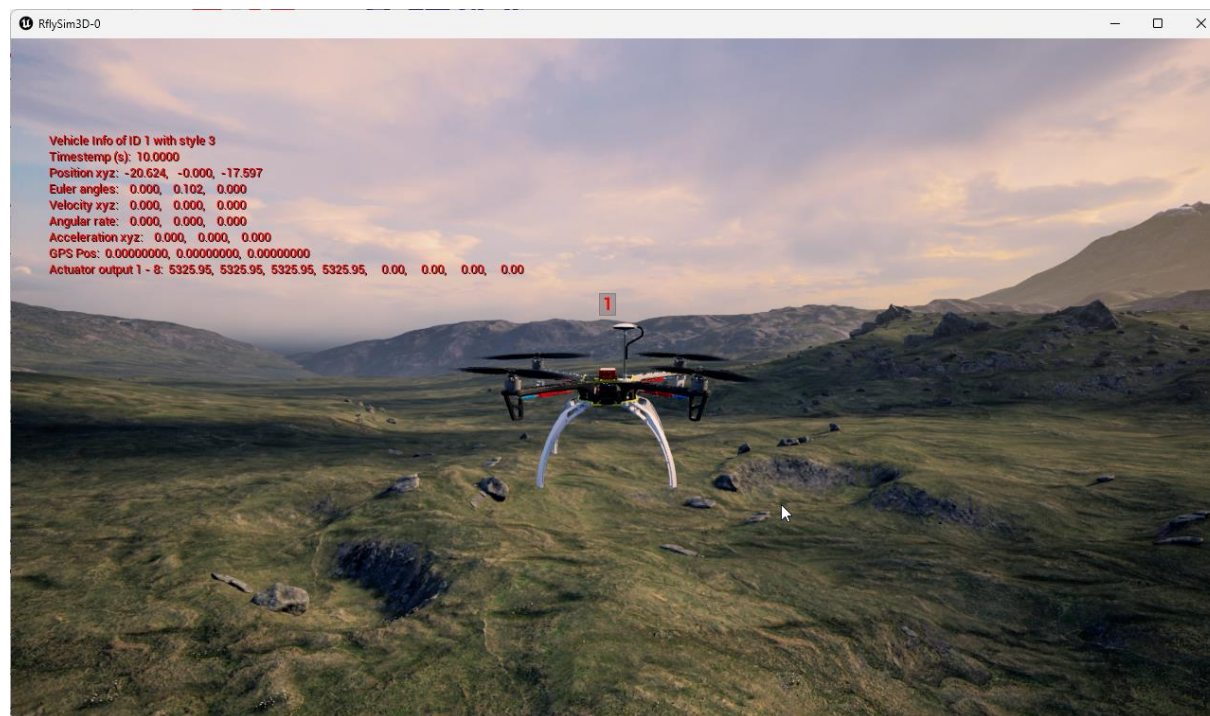 RflySim3D-0
Vehicle Info of ID 1 with style 3
Timestemp (s): 10.0000
Position xyz: -20.624, -0.000, -17.597
Euler angles: 0.000, 0.102, 0.000
Velocity xyz: 0.000, 0.000, 0.000
Angular rate: 0.000, 0.000, 0.000
Acceleration xyz: 0.000, 0.000, 0.000
GPS Pos: 0.00000000, 0.00000000, 0.00000000
Actuator output 1 - 8: 5325.95, 5325.95, 5325.95, 5325.95, 0.00, 0.00, 0.00, 0.00
1